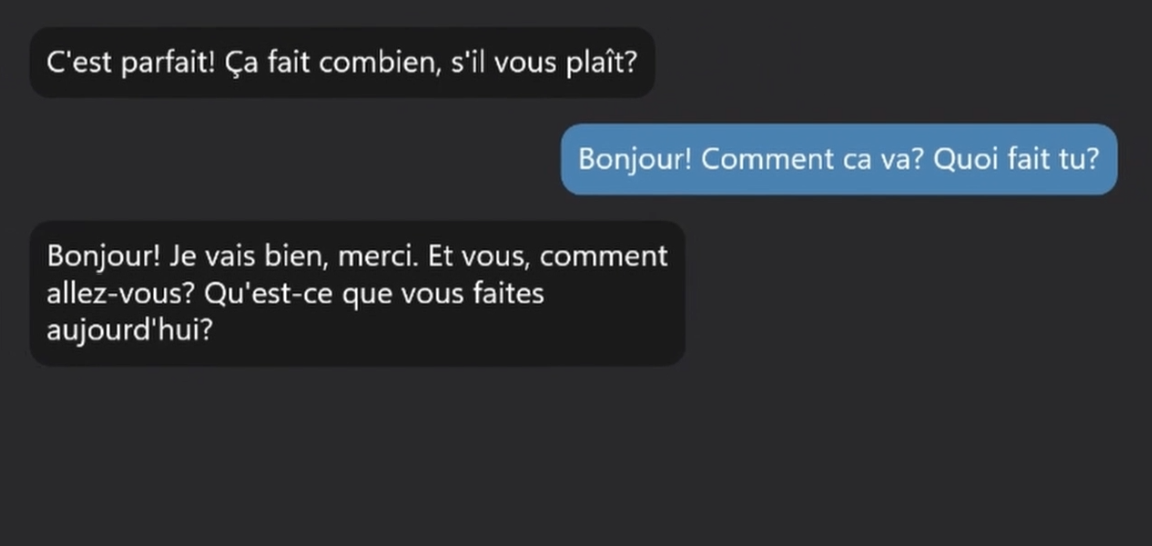 C'est parfait! Ça fait combien, s'il vous plaît?
Bonjour! Comment ca va? Quoi fait tu?
Bonjour! Je vais bien, merci. Et vous, comment
allez-vous? Qu'est-ce que vous faites
aujourd'hui?